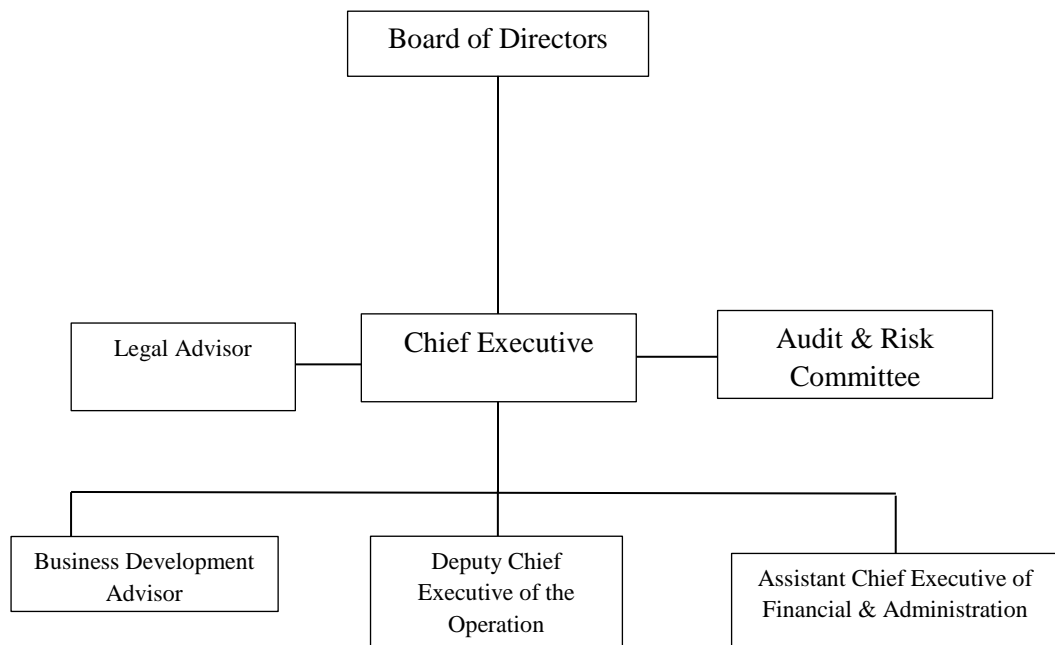 Board of Directors
Legal Advisor
Chief Executive
Audit & Risk
Committee
Business Development
Advisor
Deputy Chief
Executive of the
Operation
Assistant Chief Executive of
Financial & Administration